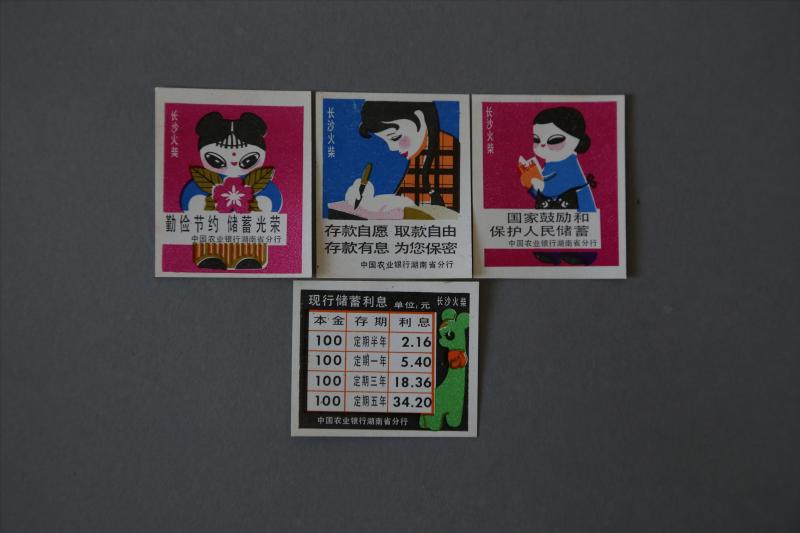 长沙火柴
勤俭节约 储蓄光荣
中国农业银行湖南省分行
长沙火柴
存款自愿 取款自由
存款有息 为您保密
中国农业银行湖南省分行
长沙火柴
国家鼓励和
保护人民储蓄
中国农业银行湖南省分行
现行储蓄利息 单位:元 长沙火柴
本金 存期 利息
100 定期半年 2.16
100 定期一年 5.40
100 定期三年 18.36
100 定期五年 34.20
中国农业银行湖南省分行